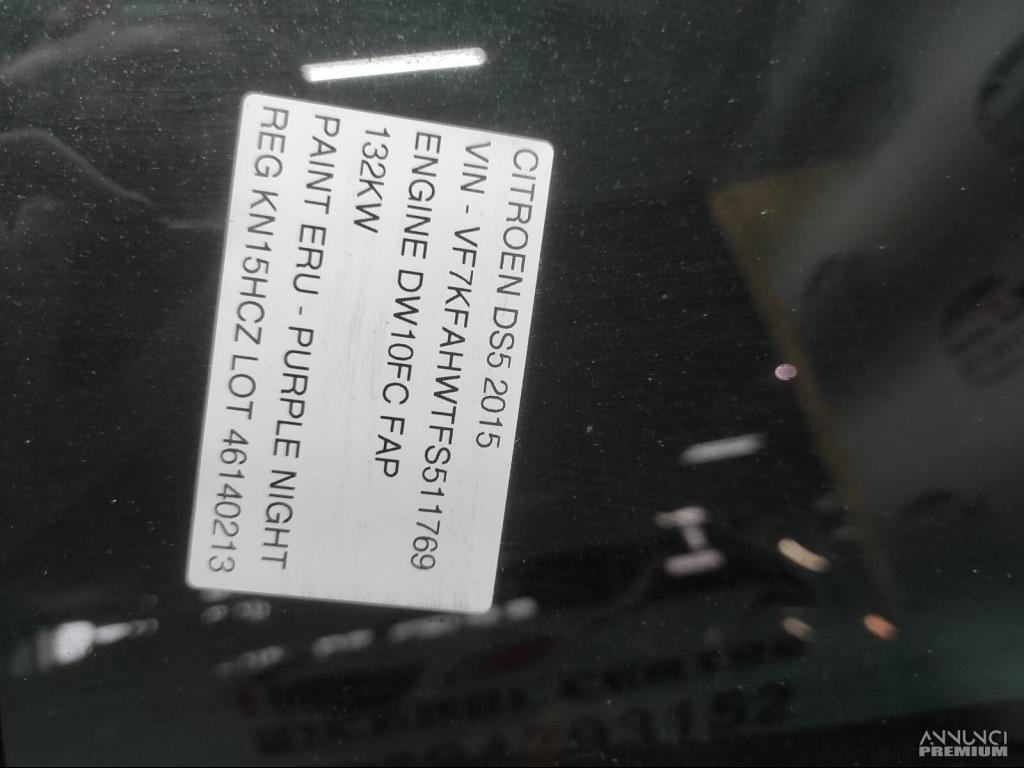 CITROEN DS5 2015
VIN - VF7KFAHWTFS511769
ENGINE DW10FC FAP
132KW
PAINT ERU - PURPLE NIGHT
REG KN15HCZ LOT 46140213
ANNUNCI
PREMIUM